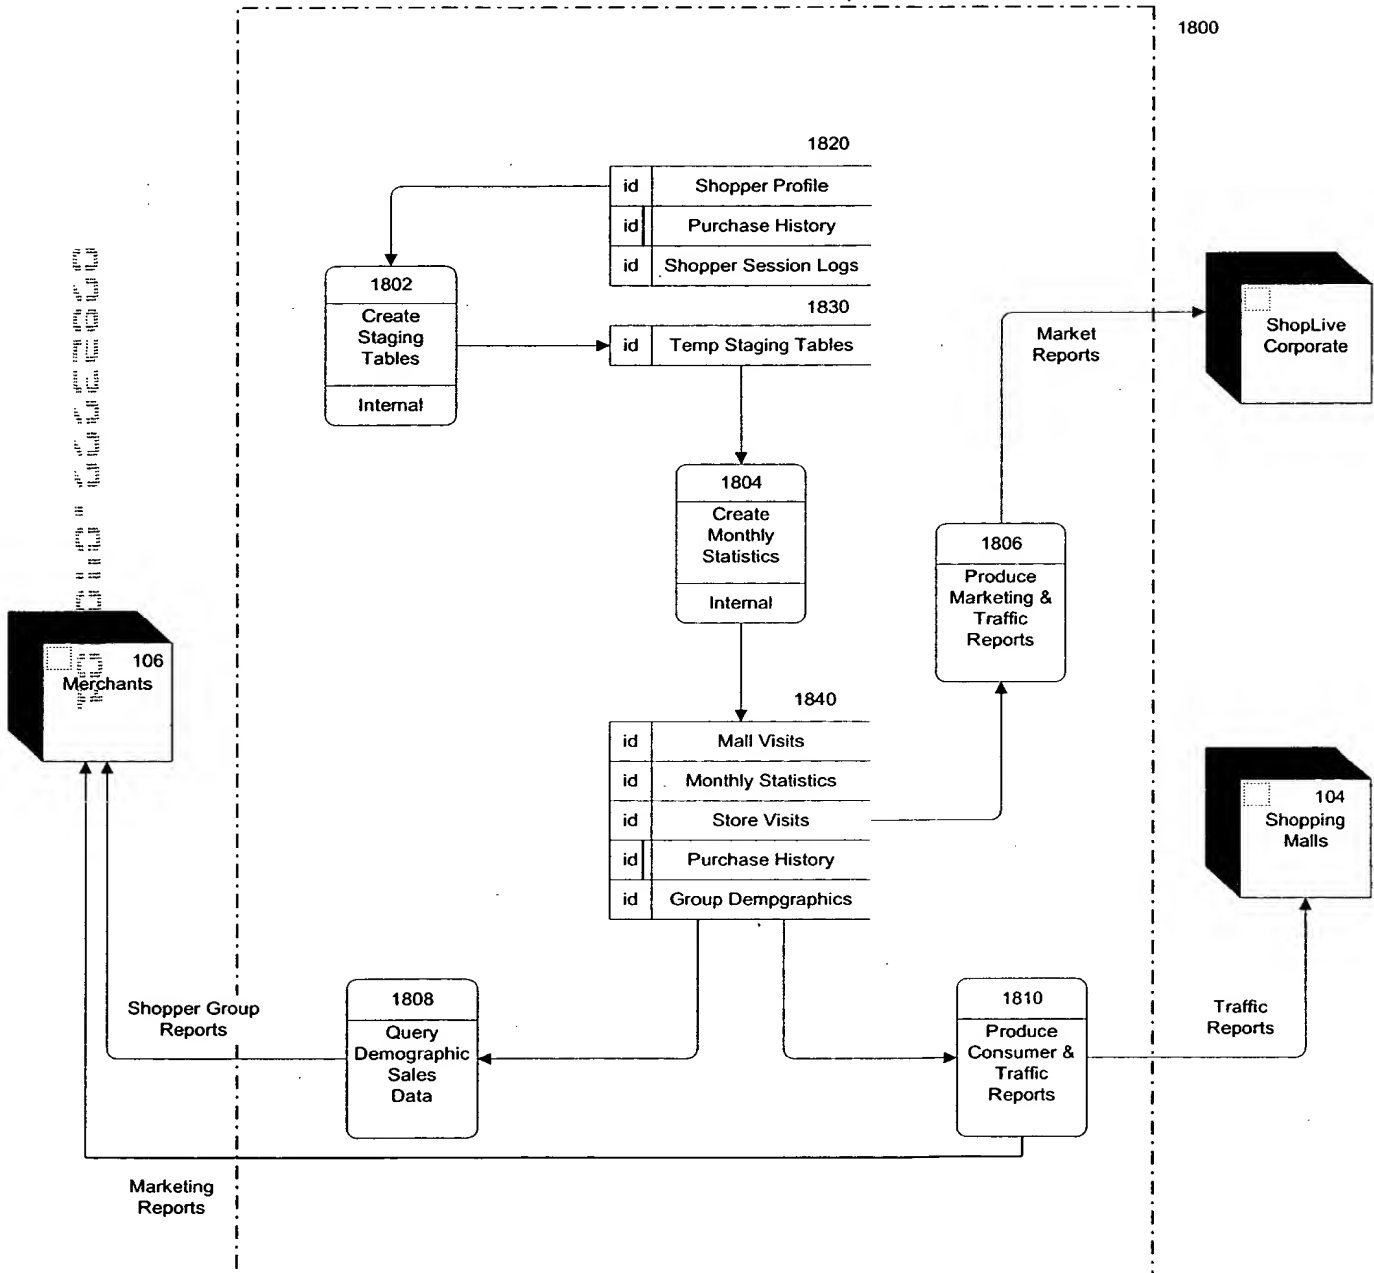 1800
1820
id Shopper Profile
id Purchase History
id Shopper Session Logs
1802
Create
Staging
Tables
Internal
1830
id Temp Staging Tables
Market
Reports
ShopLive
Corporate
1804
Create
Monthly
Statistics
Internal
1806
Produce
Marketing &
Traffic
Reports
106
Merchants
1840
id Mall Visits
id Monthly Statistics
id Store Visits
id Purchase History
id Group Dempgraphics
104
Shopping
Malls
Shopper Group
Reports
1808
Query
Demographic
Sales
Data
1810
Produce
Consumer &
Traffic
Reports
Traffic
Reports
Marketing
Reports